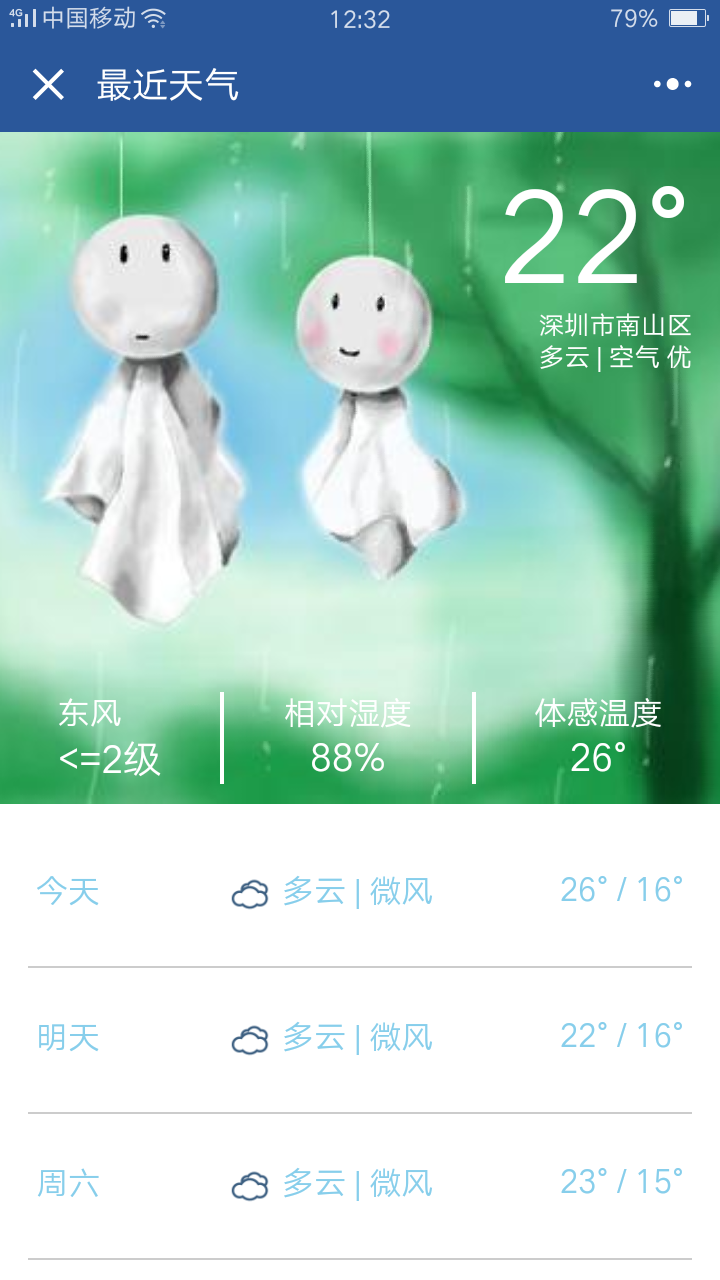 4G 中国移动 12:32 79%
最近天气
22°
深圳市南山区
多云 | 空气 优
东风 相对湿度 体感温度
<=2级 88% 26°
今天 多云 | 微风 26° / 16°
明天 多云 | 微风 22° / 16°
周六 多云 | 微风 23° / 15°